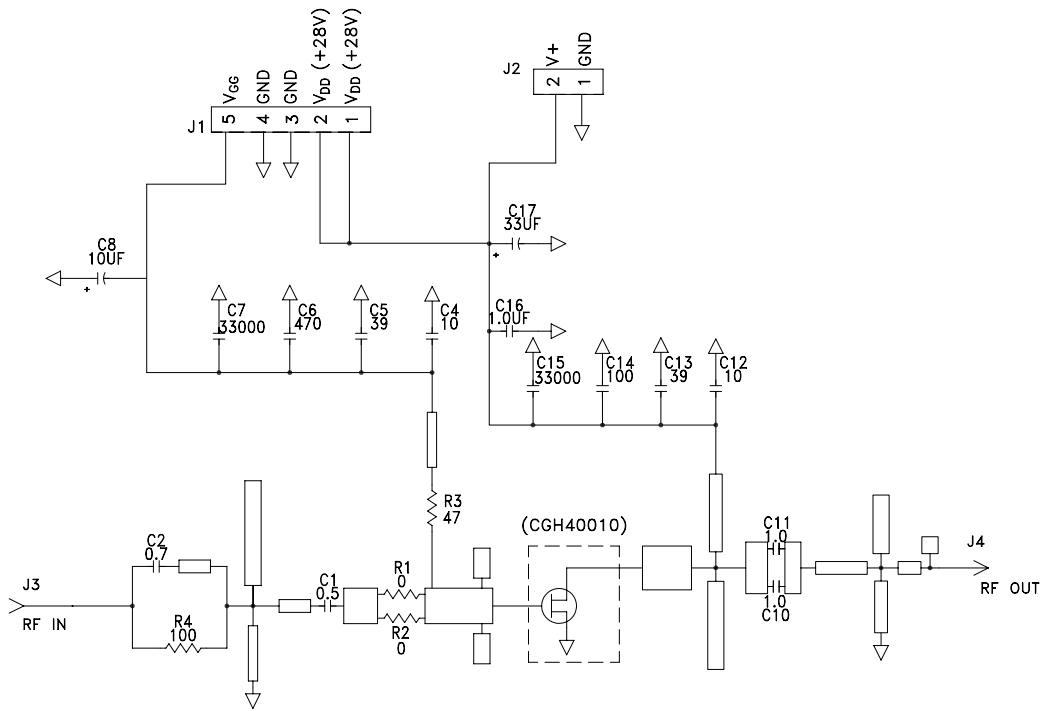 VGG
GND
GND
VDD (+28V)
VDD (+28V)
J1
5
4
3
2
1
V+
GND
J2
2
1
C17
33UF
+
C8
10UF
+
C7
33000
C6
470
C5
39
C4
10
C16
1.0UF
C15
33000
C14
100
C13
39
C12
10
R3
47
(CGH40010)
C11
1.0
1.0
C10
J4
RF OUT
J3
RF IN
C2
0.7
R4
100
C1
0.5
R1
0
R2
0